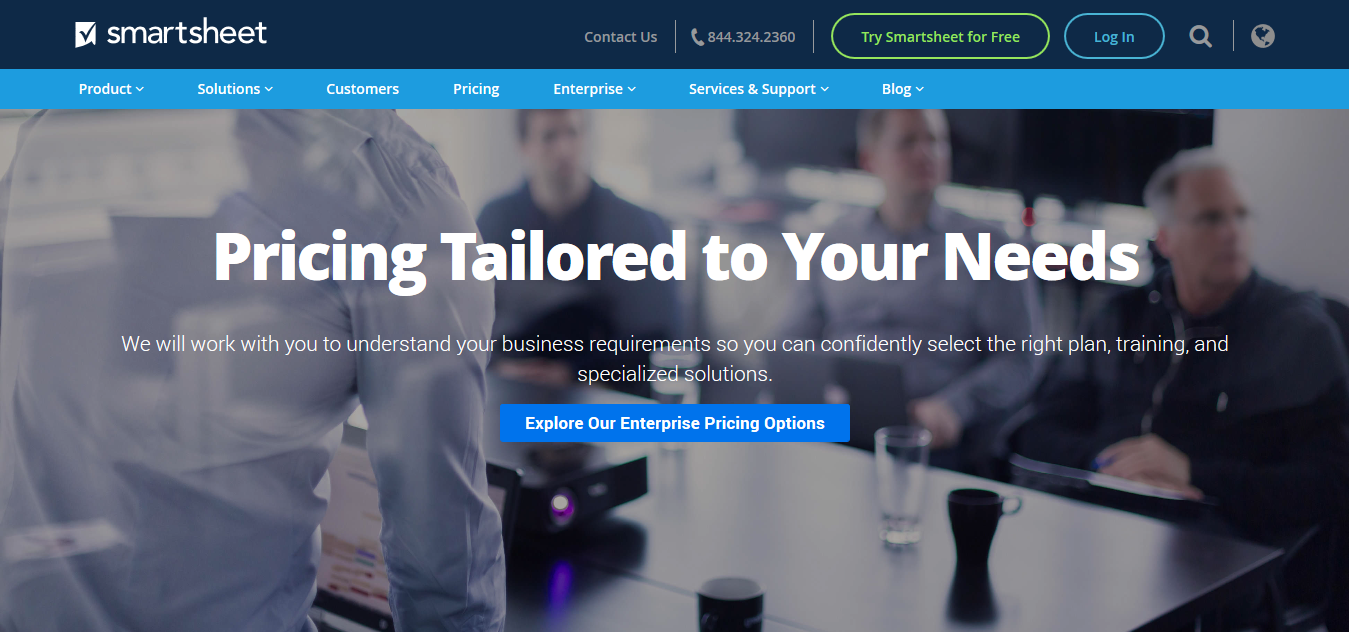 smartsheet
Contact Us
844.324.2360
Try Smartsheet for Free
Log In
Product
Solutions
Customers
Pricing
Enterprise
Services & Support
Blog
Pricing Tailored to Your Needs
We will work with you to understand your business requirements so you can confidently select the right plan, training, and
specialized solutions.
Explore Our Enterprise Pricing Options